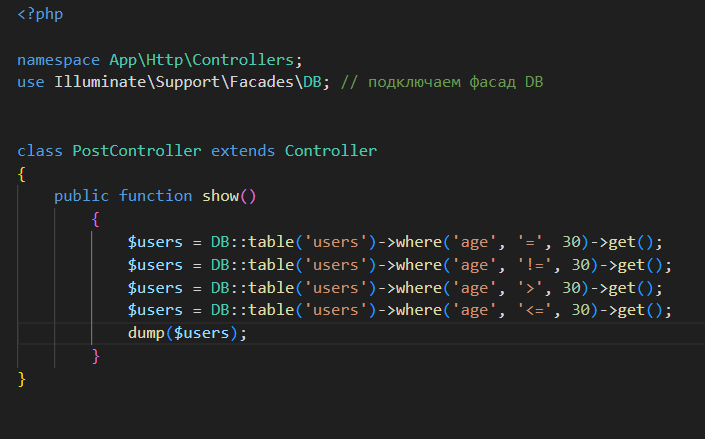 <?php
namespace App\Http\Controllers;
use Illuminate\Support\Facades\DB; // подключаем фасад DB
class PostController extends Controller
{
public function show()
{
$users = DB::table('users')->where('age', '=', 30)->get();
$users = DB::table('users')->where('age', '!=', 30)->get();
$users = DB::table('users')->where('age', '>', 30)->get();
$users = DB::table('users')->where('age', '<=', 30)->get();
dump($users);
}
}